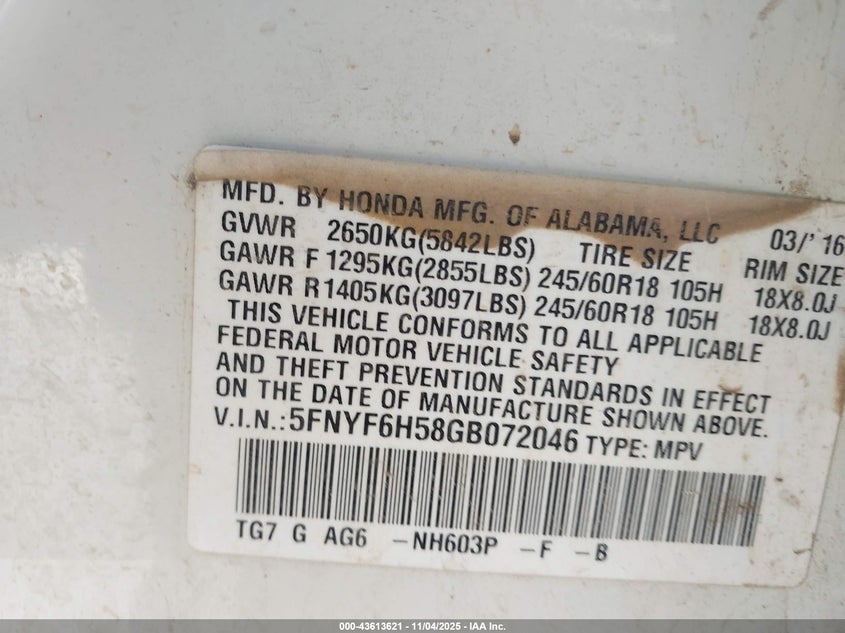 MFD. BY HONDA MFG. OF ALABAMA, LLC 03/'16
GVWR 2650KG(5842LBS) TIRE SIZE RIM SIZE
GAWR F 1295KG(2855LBS) 245/60R18 105H 18X8.0J
GAWR R1405KG(3097LBS) 245/60R18 105H 18X8.0J
THIS VEHICLE CONFORMS TO ALL APPLICABLE
FEDERAL MOTOR VEHICLE SAFETY
AND THEFT PREVENTION STANDARDS IN EFFECT
ON THE DATE OF MANUFACTURE SHOWN ABOVE.
V.I.N.:5FNYF6H58GB072046 TYPE: MPV
TG7 G AG6 -NH603P -F -B
000-43613621 - 11/04/2025 - IAA Inc.